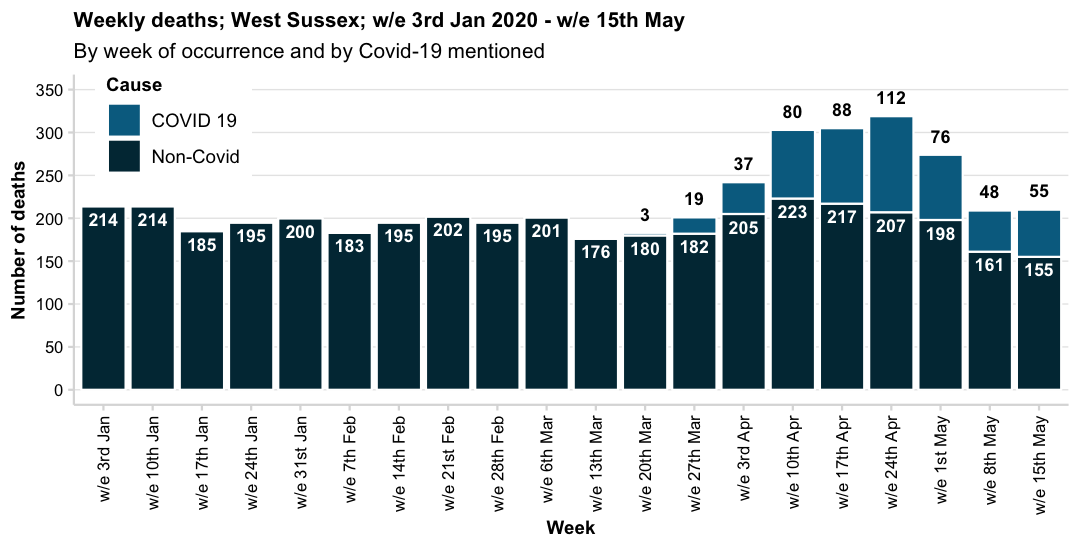 Weekly deaths; West Sussex; w/e 3rd Jan 2020 - w/e 15th May
By week of occurrence and by Covid-19 mentioned
Cause
COVID 19
Non-Covid
Number of deaths
350
300
250
200
150
100
50
0
3 19 37 80 88 112 76 48 55
214 214 185 195 200 183 195 202 195 201 176 180 182 205 223 217 207 198 161 155
w/e 3rd Jan
w/e 10th Jan
w/e 17th Jan
w/e 24th Jan
w/e 31st Jan
w/e 7th Feb
w/e 14th Feb
w/e 21st Feb
w/e 28th Feb
w/e 6th Mar
w/e 13th Mar
w/e 20th Mar
w/e 27th Mar
w/e 3rd Apr
w/e 10th Apr
w/e 17th Apr
w/e 24th Apr
w/e 1st May
w/e 8th May
w/e 15th May
Week